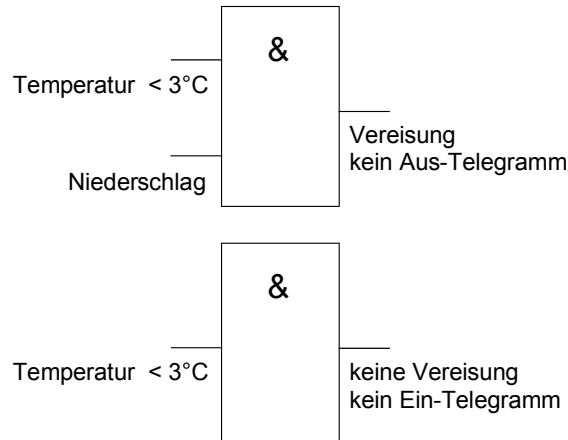 &
Temperatur < 3°C
Vereisung
kein Aus-Telegramm
Niederschlag
&
Temperatur < 3°C
keine Vereisung
kein Ein-Telegramm